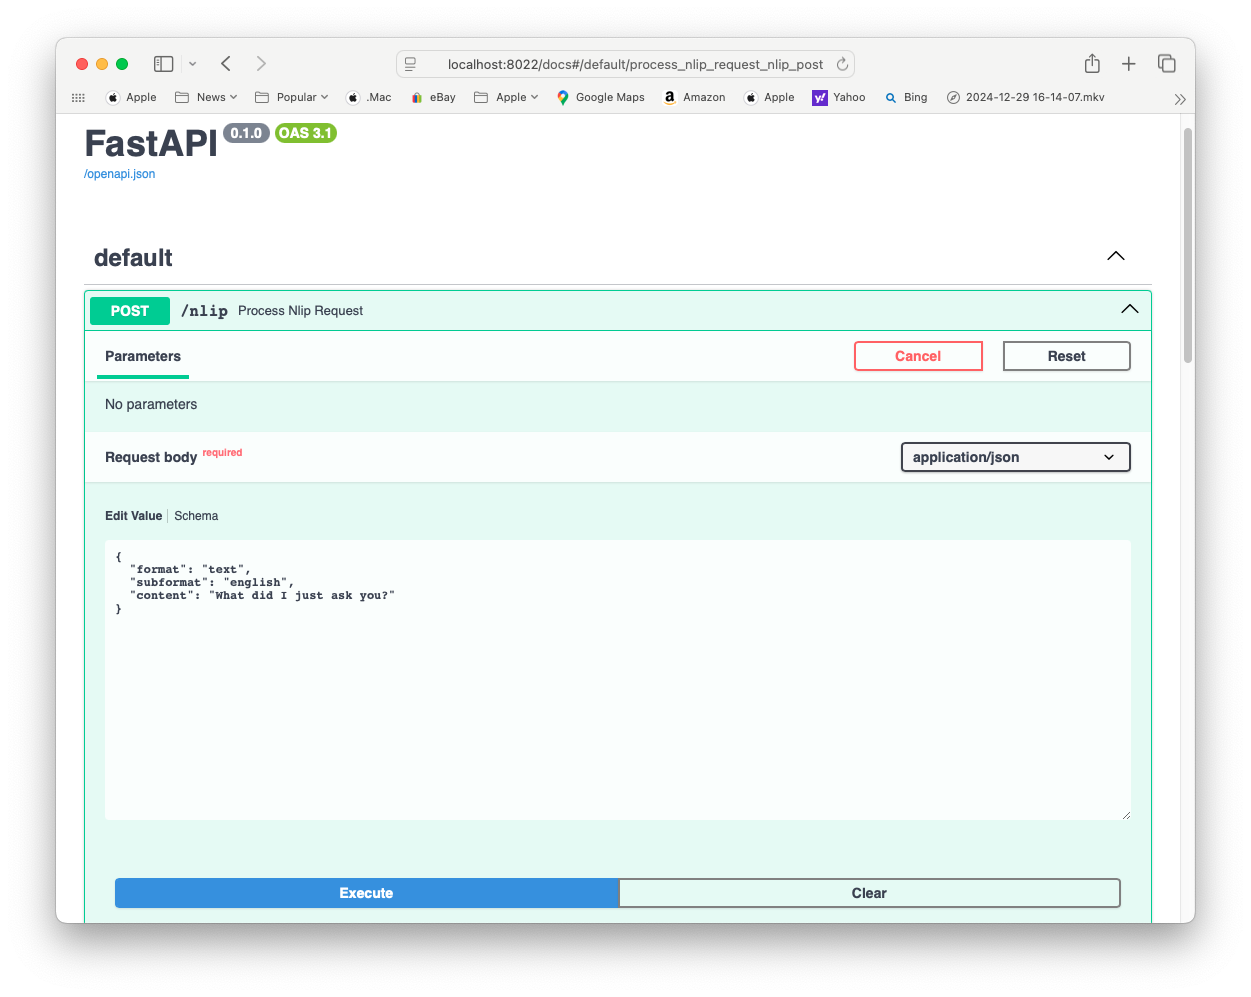 localhost:8022/docs#/default/process_nlip_request_nlip_post
Apple News Popular .Mac eBay Apple Google Maps a Amazon Apple y! Yahoo Bing 2024-12-29 16-14-07.mkv
FastAPI 0.1.0 OAS 3.1
/openapi.json
default
POST /nlip Process Nlip Request
Parameters Cancel Reset
No parameters
Request body required application/json
Edit Value Schema
{
"format": "text",
"subformat": "english",
"content": "What did I just ask you?"
}
Execute Clear